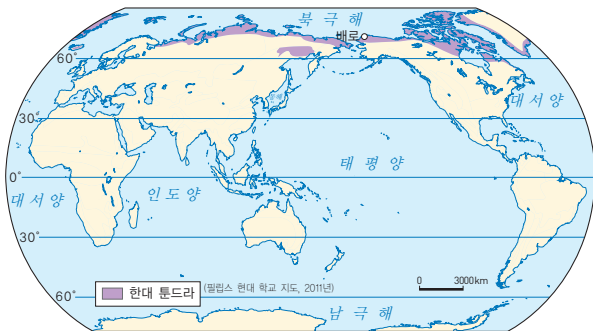 북극해
배로
60°
동해
대서양
30°
태평양
0°
대서양
인도양
30°
한대 툰드라 (필립스 현대 학교 지도, 2011년)
0 3000km
60°
남극해